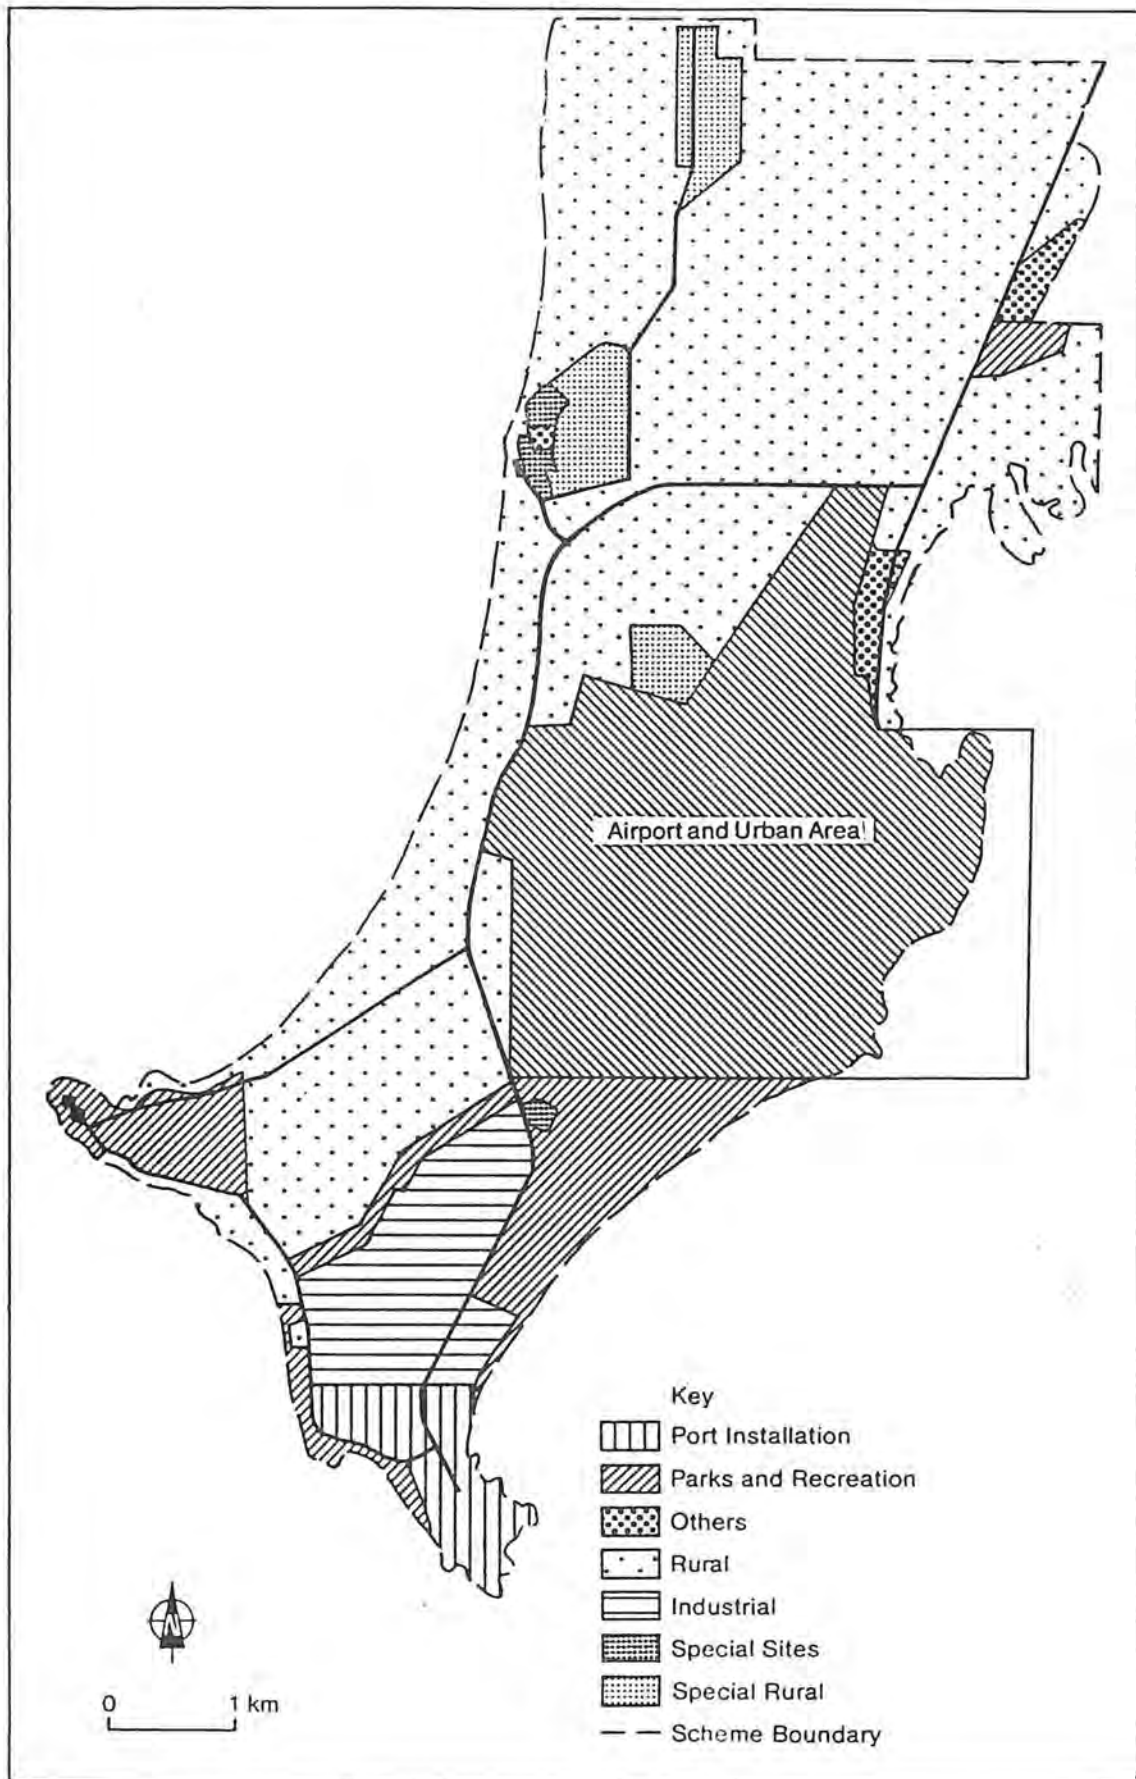 Airport and Urban Area
Key
Port Installation
Parks and Recreation
Others
Rural
Industrial
Special Sites
Special Rural
Scheme Boundary
N
0 1 km